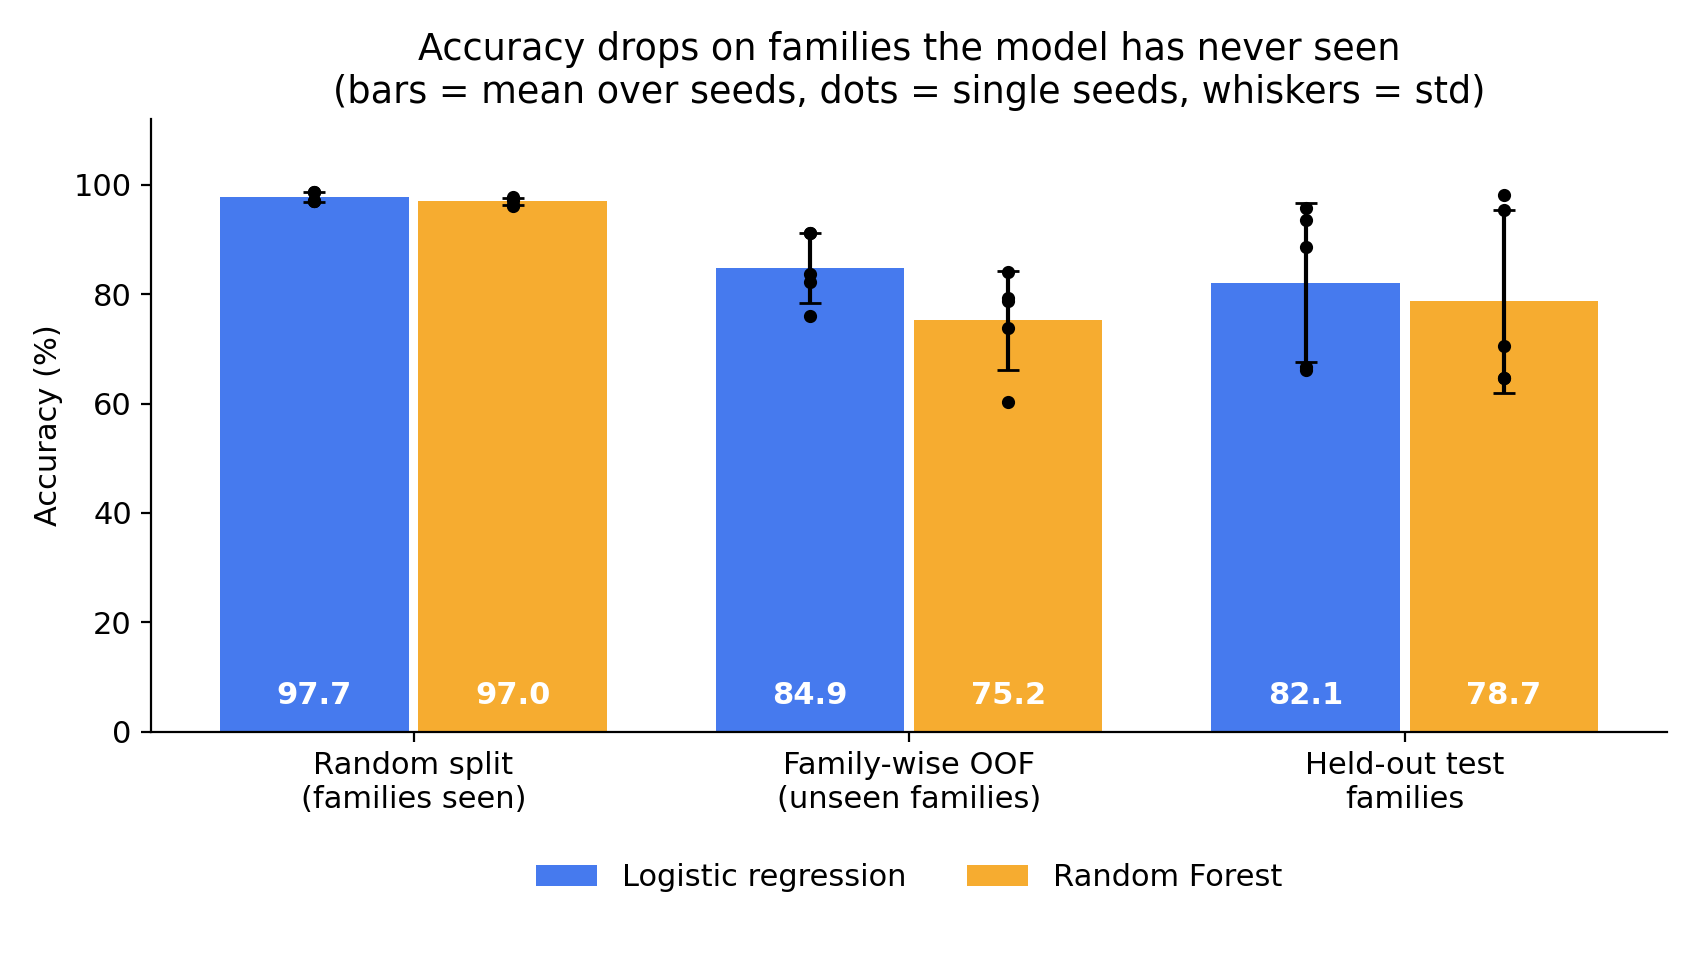 Accuracy drops on families the model has never seen
(bars = mean over seeds, dots = single seeds, whiskers = std)
Accuracy (%)
100
80
60
40
20
0
97.7
97.0
84.9
75.2
82.1
78.7
Random split
(families seen)
Family-wise OOF
(unseen families)
Held-out test
families
Logistic regression
Random Forest